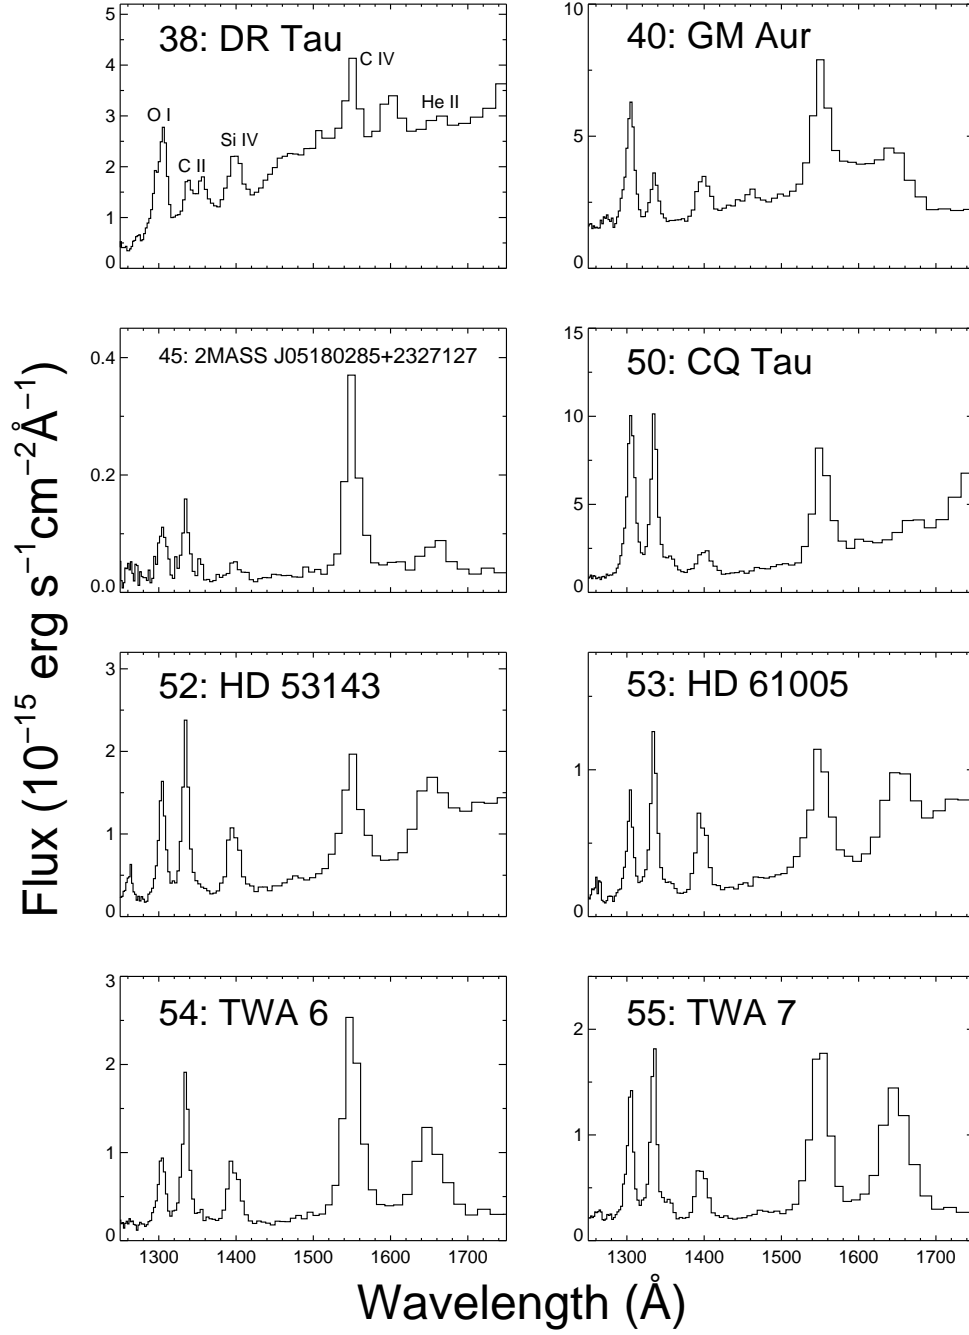 38: DR Tau
O I
C II
Si IV
C IV
He II
5
4
3
2
1
0
40: GM Aur
10
5
0
45: 2MASS J05180285+2327127
0.4
0.2
0.0
50: CQ Tau
15
10
5
0
52: HD 53143
3
2
1
0
53: HD 61005
1
0
54: TWA 6
3
2
1
0
1300 1400 1500 1600 1700
55: TWA 7
2
1
0
1300 1400 1500 1600 1700
Flux (10⁻¹⁵ erg s⁻¹cm⁻²Å⁻¹)
Wavelength (Å)